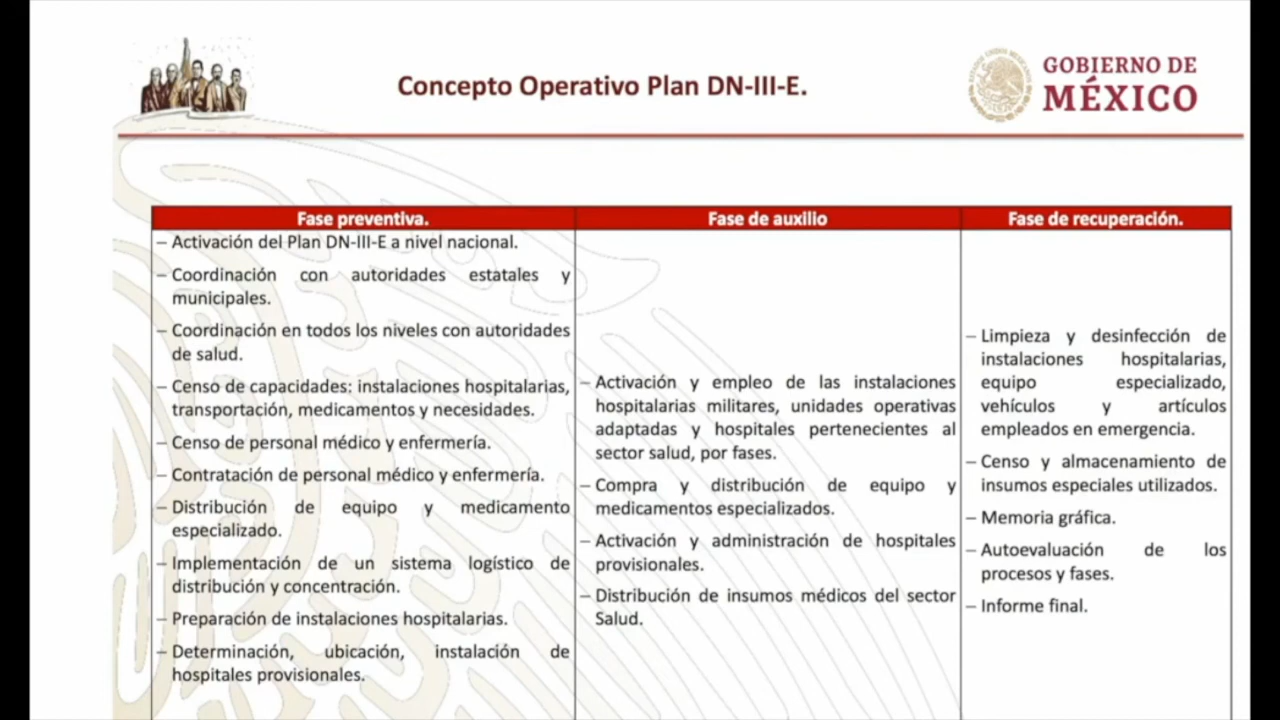 Concepto Operativo Plan DN-III-E.
GOBIERNO DE
MÉXICO
Fase preventiva.
– Activación del Plan DN-III-E a nivel nacional.
– Coordinación con autoridades estatales y
municipales.
– Coordinación en todos los niveles con autoridades
de salud.
– Censo de capacidades: instalaciones hospitalarias,
transportación, medicamentos y necesidades.
– Censo de personal médico y enfermería.
– Contratación de personal médico y enfermería.
– Distribución de equipo y medicamento
especializado.
– Implementación de un sistema logístico de
distribución y concentración.
– Preparación de instalaciones hospitalarias.
– Determinación, ubicación, instalación de
hospitales provisionales.
Fase de auxilio
– Activación y empleo de las instalaciones
hospitalarias militares, unidades operativas
adaptadas y hospitales pertenecientes al
sector salud, por fases.
– Compra y distribución de equipo y
medicamentos especializados.
– Activación y administración de hospitales
provisionales.
– Distribución de insumos médicos del sector
Salud.
Fase de recuperación.
– Limpieza y desinfección de
instalaciones hospitalarias,
equipo especializado,
vehículos y artículos
empleados en emergencia.
– Censo y almacenamiento de
insumos especiales utilizados.
– Memoria gráfica.
– Autoevaluación de los
procesos y fases.
– Informe final.